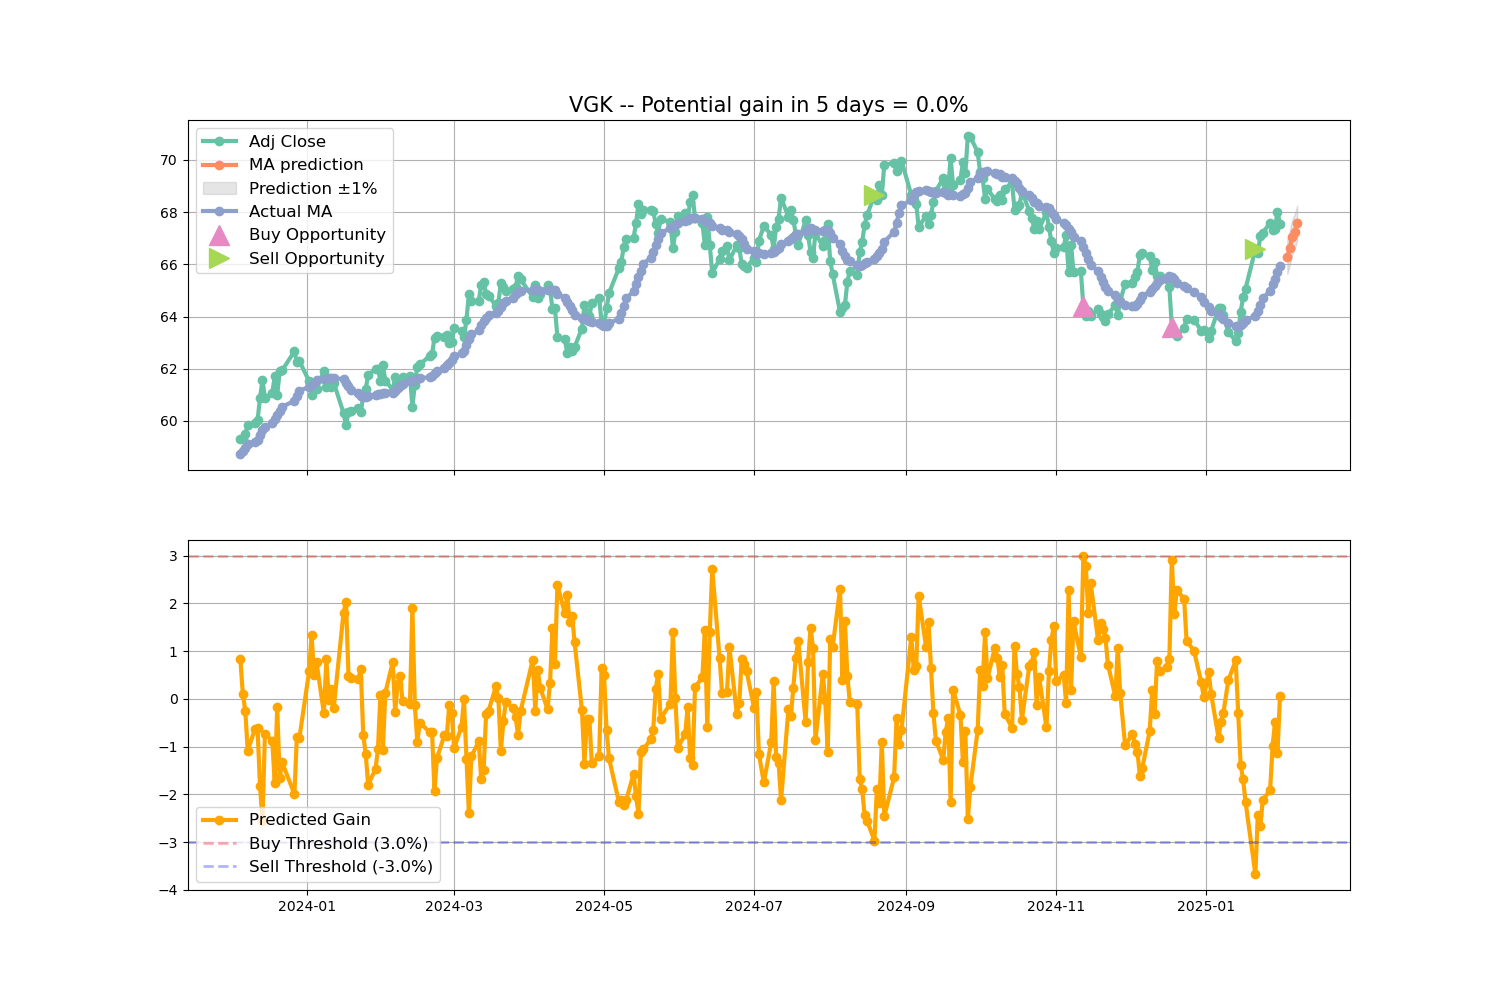 VGK -- Potential gain in 5 days = 0.0%
Adj Close
MA prediction
Prediction ±1%
Actual MA
Buy Opportunity
Sell Opportunity
70
68
66
64
62
60
3
2
1
0
−1
−2
−3
−4
Predicted Gain
Buy Threshold (3.0%)
Sell Threshold (-3.0%)
2024-01
2024-03
2024-05
2024-07
2024-09
2024-11
2025-01